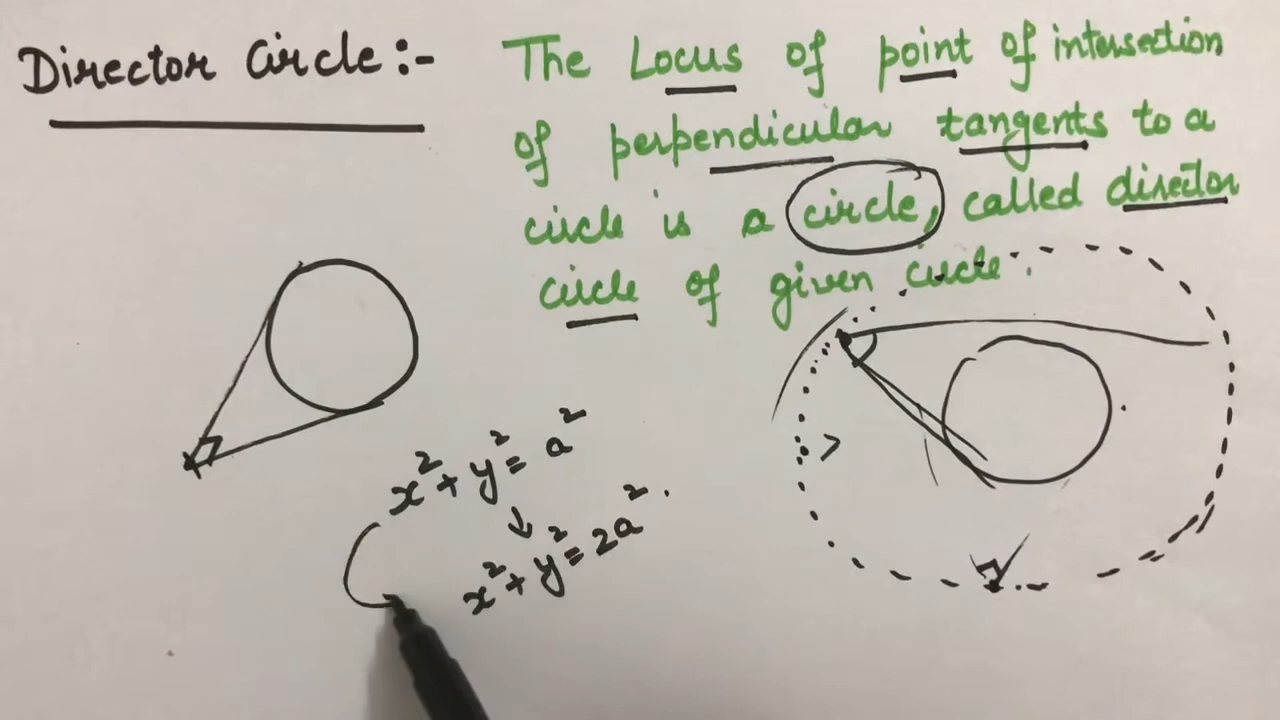 Director Circle:-
The Locus of point of intersection
of perpendicular tangents to a
circle is a circle, called director
circle of given circle.
x²+y²=a²
↓
x²+y²=2a².